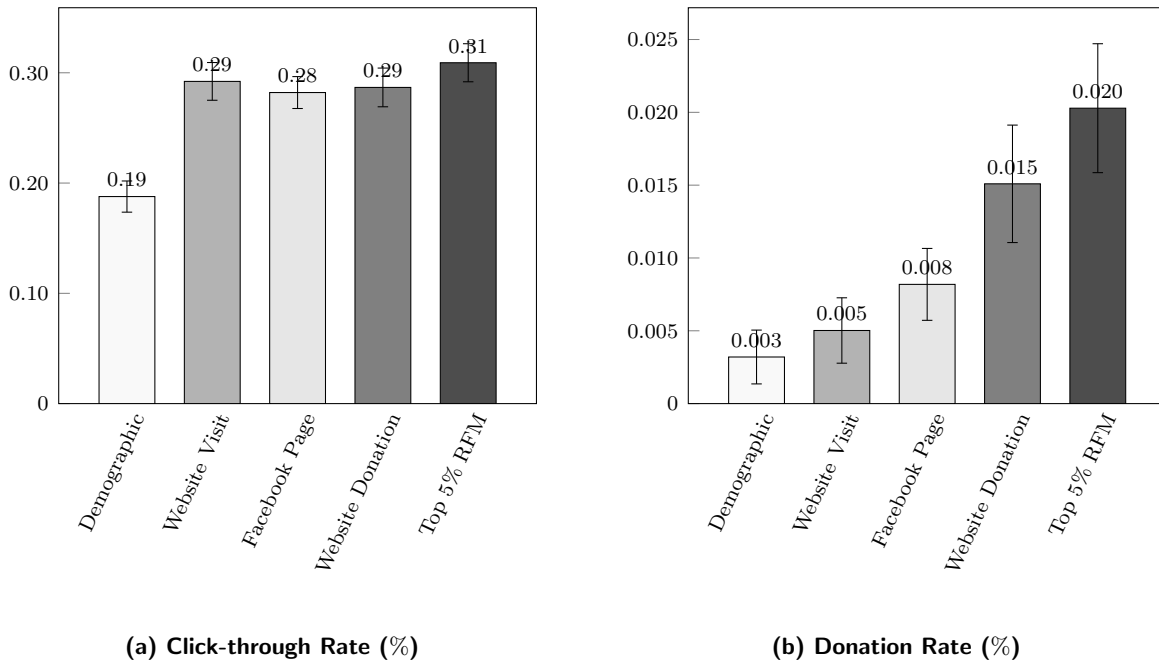 0.30
0.20
0.10
0
0.19
0.29
0.28
0.29
0.31
Demographic
Website Visit
Facebook Page
Website Donation
Top 5% RFM
(a) Click-through Rate (%)
0.025
0.020
0.015
0.010
0.005
0
0.003
0.005
0.008
0.015
0.020
Demographic
Website Visit
Facebook Page
Website Donation
Top 5% RFM
(b) Donation Rate (%)